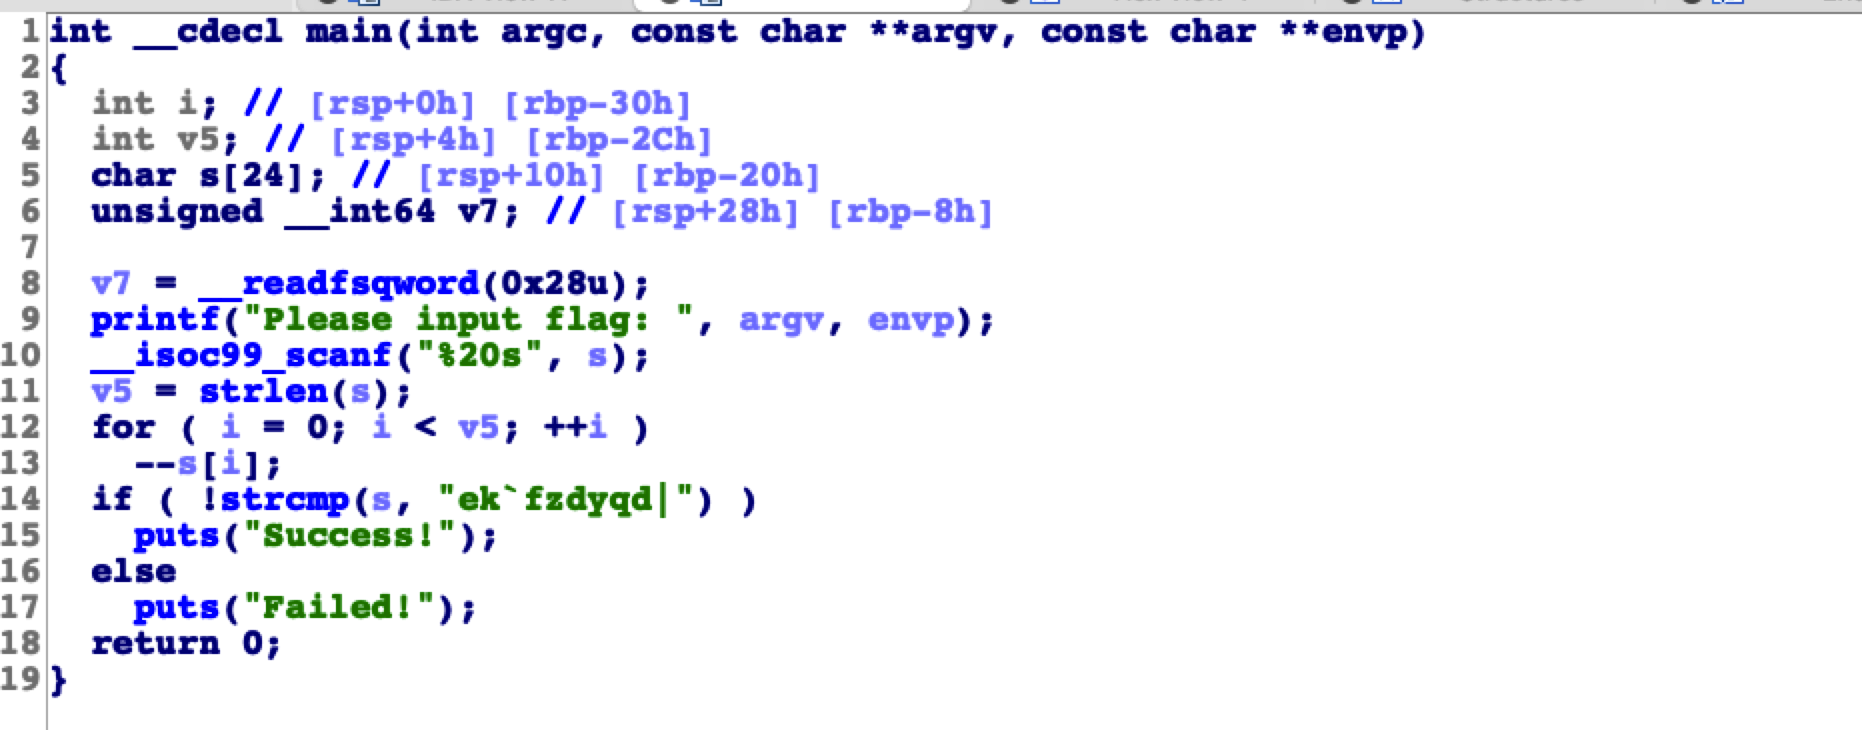 1 int __cdecl main(int argc, const char **argv, const char **envp)
2 {
3   int i; // [rsp+0h] [rbp-30h]
4   int v5; // [rsp+4h] [rbp-2Ch]
5   char s[24]; // [rsp+10h] [rbp-20h]
6   unsigned __int64 v7; // [rsp+28h] [rbp-8h]
7
8   v7 = __readfsqword(0x28u);
9   printf("Please input flag: ", argv, envp);
10   __isoc99_scanf("%20s", s);
11   v5 = strlen(s);
12   for ( i = 0; i < v5; ++i )
13     --s[i];
14   if ( !strcmp(s, "ek`fzdyqd|") )
15     puts("Success!");
16   else
17     puts("Failed!");
18   return 0;
19 }